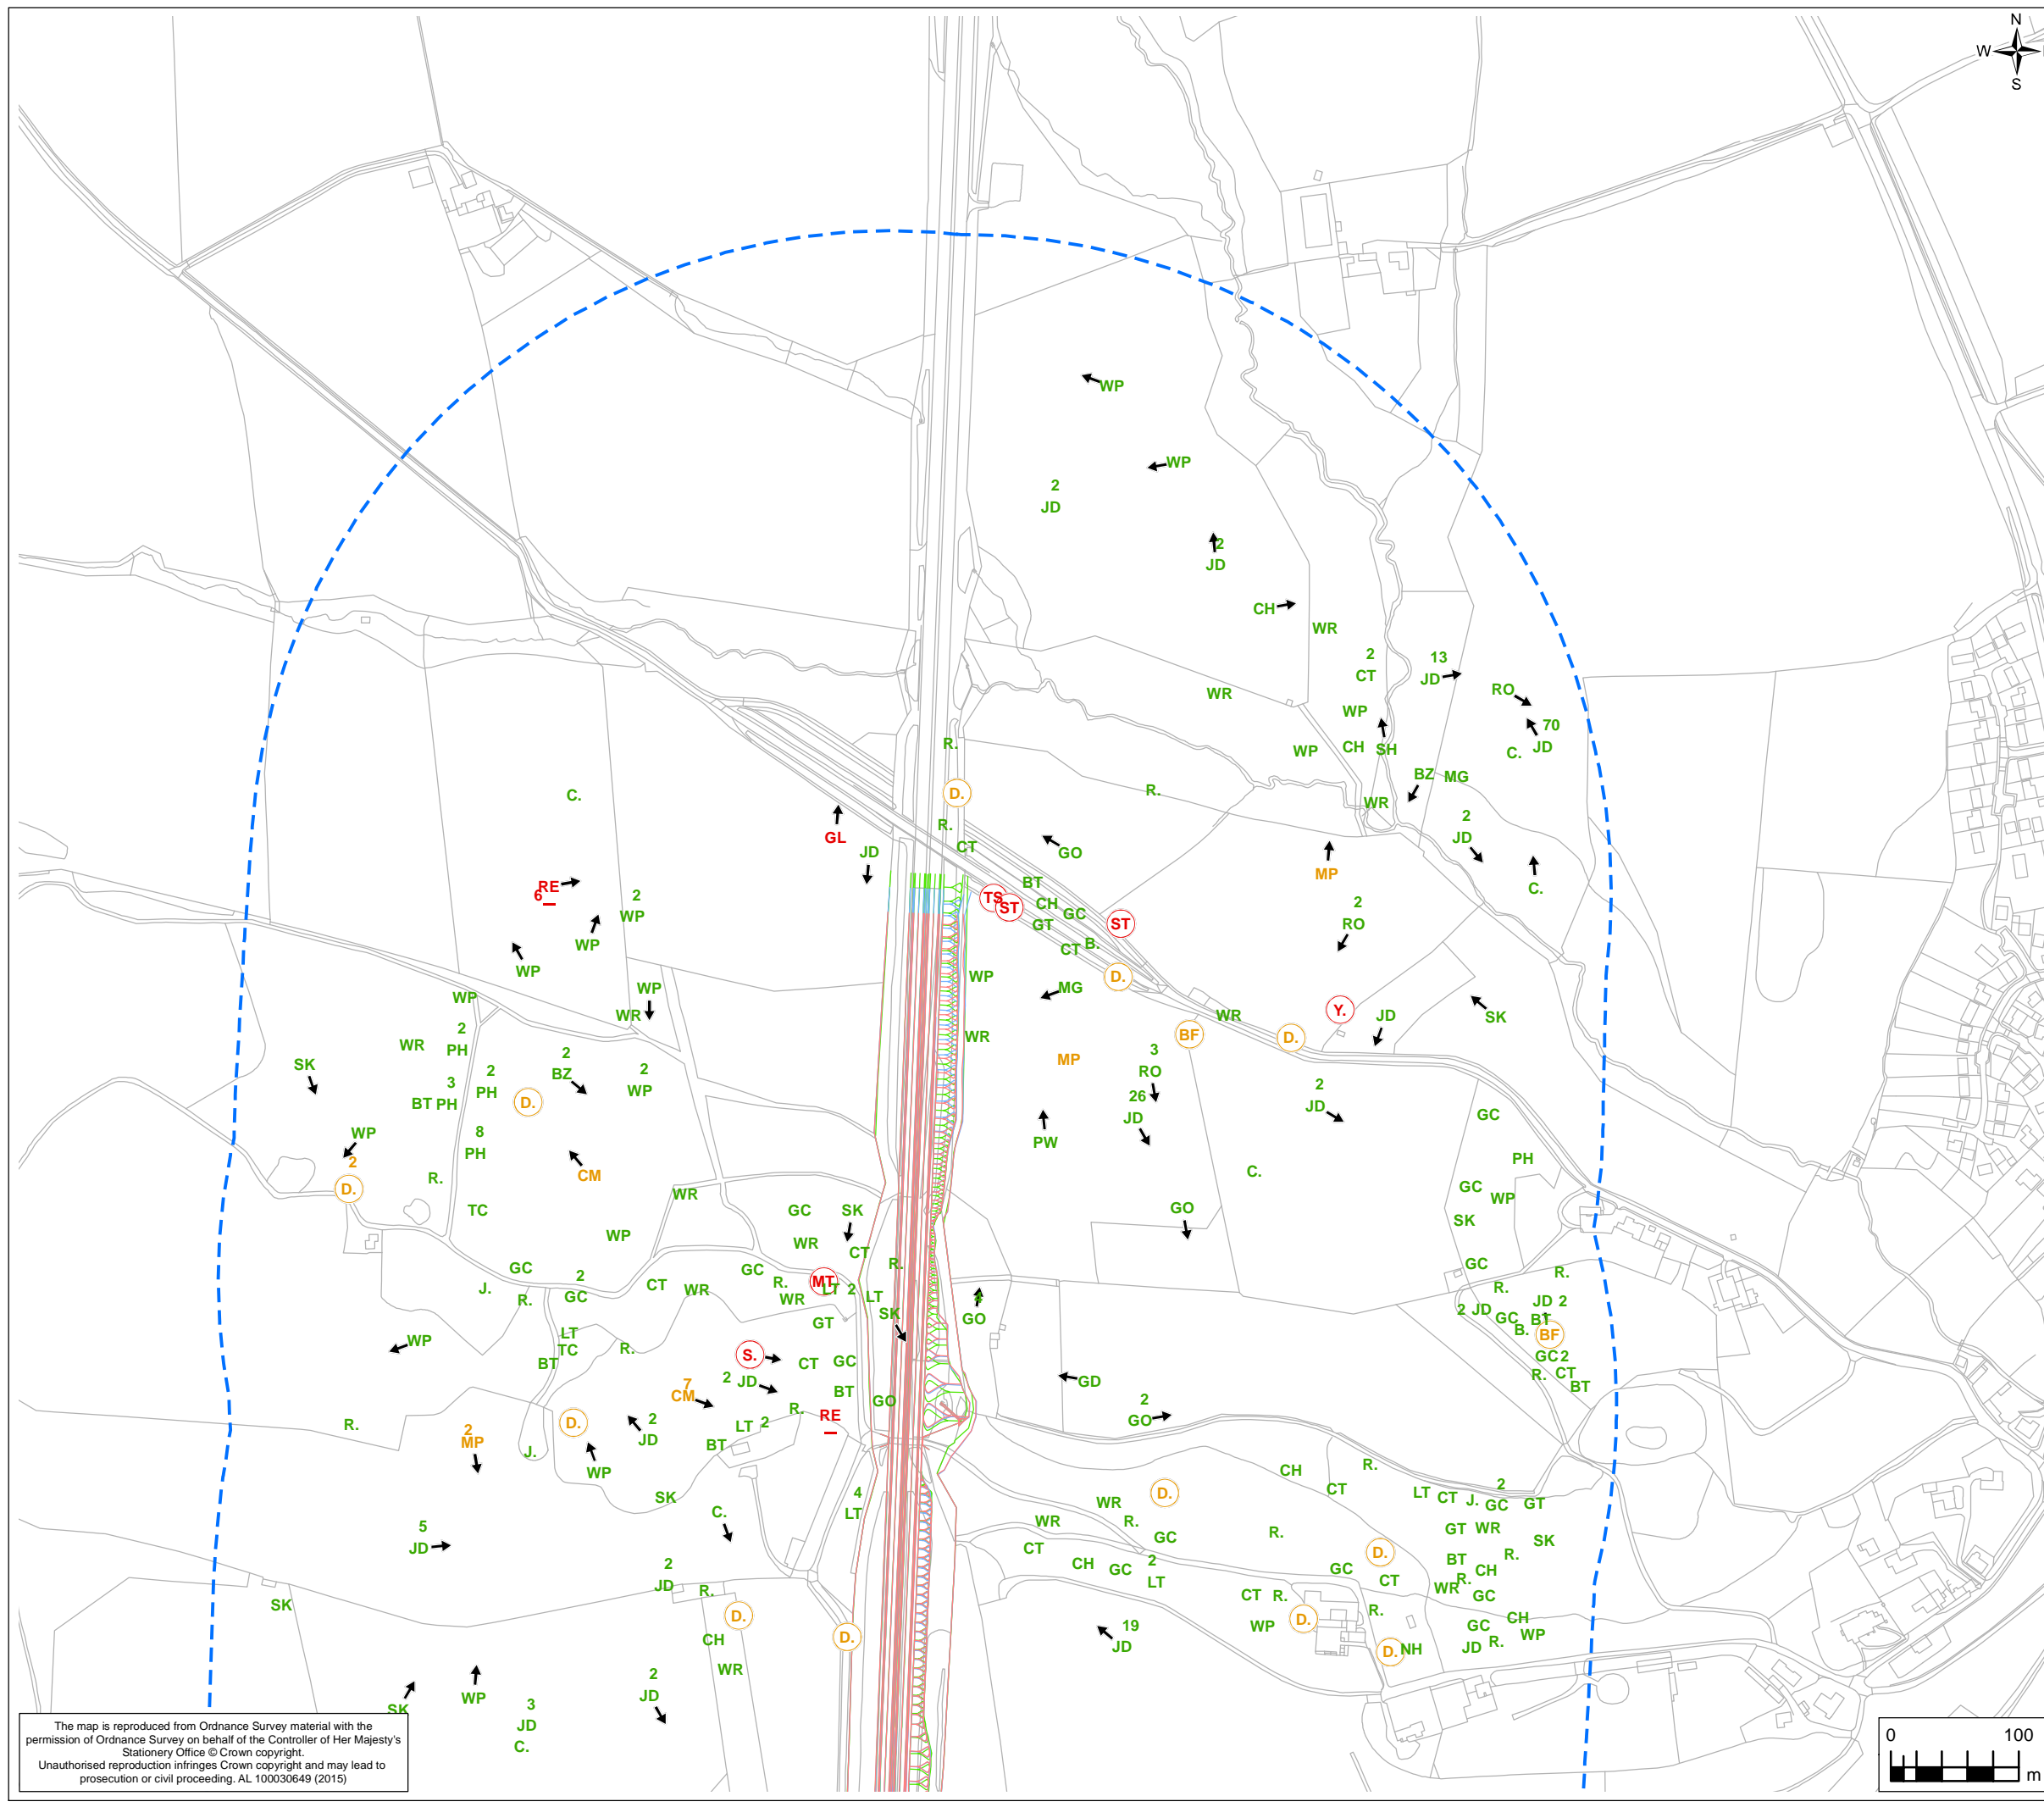 N
W
S
WP
WP
2
JD
2
JD
CH
WR
2
CT
13
JD
WR
RO
WP
70
JD
R.
WP
CH
SH
C.
BZ
MG
R.
C.
D.
WR
2
JD
GL
R.
CT
GO
JD
MP
C.
RE
6
BT
2
WP
TS
ST
CH
GC
GT
ST
2
RO
WP
CT
B.
WP
WP
D.
WP
MG
WP
WR
WR
Y.
JD
SK
WR
2
PH
WR
BF
D.
SK
2
BZ
MP
3
RO
2
WP
2
PH
3
BT
PH
D.
26
JD
2
JD
GC
WP
8
PH
PW
2
D.
R.
CM
C.
PH
WR
GC
WP
TC
GC
SK
GO
SK
WP
WR
CT
GC
R.
GC
R.
2
GC
J.
CT
GC
R.
MT.
LT
2
WR
R.
R.
WR
LT
SK
4
GO
JD
2
2
JD
GC
BT
B.
BF
WP
LT
TC
BT
R.
GT
S.
CT
GC
GC
2
R.
CT
BT
2
JD
7
CM
BT
GO
GD
R.
2
MP
D.
2
JD
R.
LT
2
RE
2
GO
J.
WP
BT
SK
C.
4
LT
D.
WR
WR
R.
GC
CH
R.
CT
R.
LT
CT
J.
2
GC
GT
GT
WR
SK
5
JD
CT
CH
GC
2
LT
GC
D.
CT
BT
R.
CH
R.
WR
GC
SK
2
JD
R.
D.
CH
D.
CT
R.
WP
D.
R.
D.
NH
CH
GC
WP
R.
JD
19
JD
WR
SK
WP
2
JD
3
JD
C.
The map is reproduced from Ordnance Survey material with the
permission of Ordnance Survey on behalf of the Controller of Her Majesty's
Stationery Office © Crown copyright.
Unauthorised reproduction infringes Crown copyright and may lead to
prosecution or civil proceeding. AL 100030649 (2015)
0 100
m